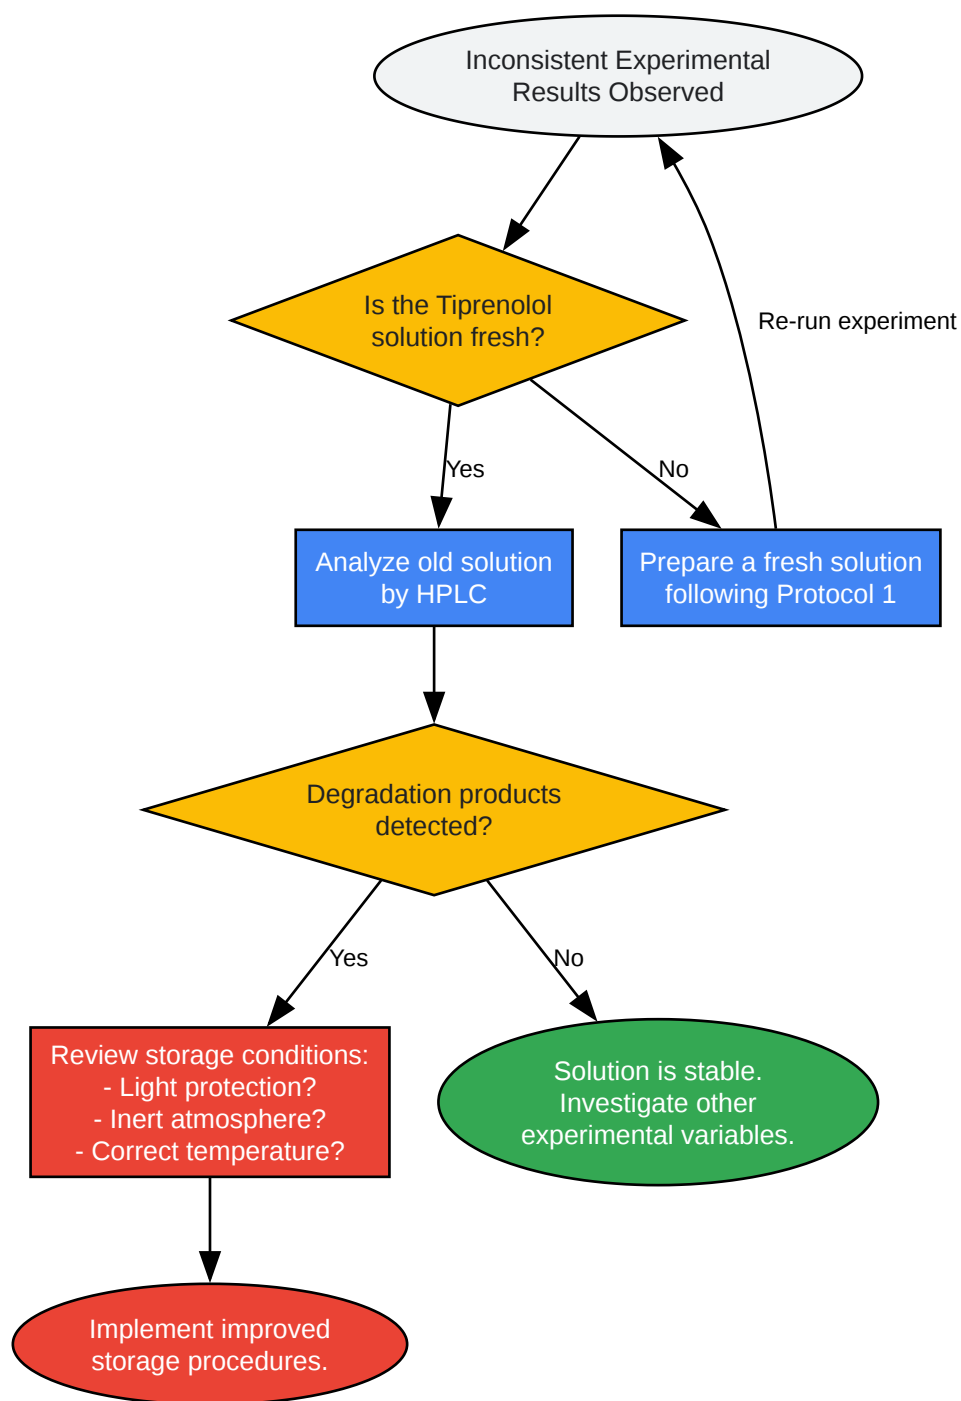 Inconsistent Experimental
Results Observed
Is the Tiprenolol
solution fresh?
Re-run experiment
Yes
No
Analyze old solution
by HPLC
Prepare a fresh solution
following Protocol 1
Degradation products
detected?
Yes
No
Review storage conditions:
- Light protection?
- Inert atmosphere?
- Correct temperature?
Solution is stable.
Investigate other
experimental variables.
Implement improved
storage procedures.